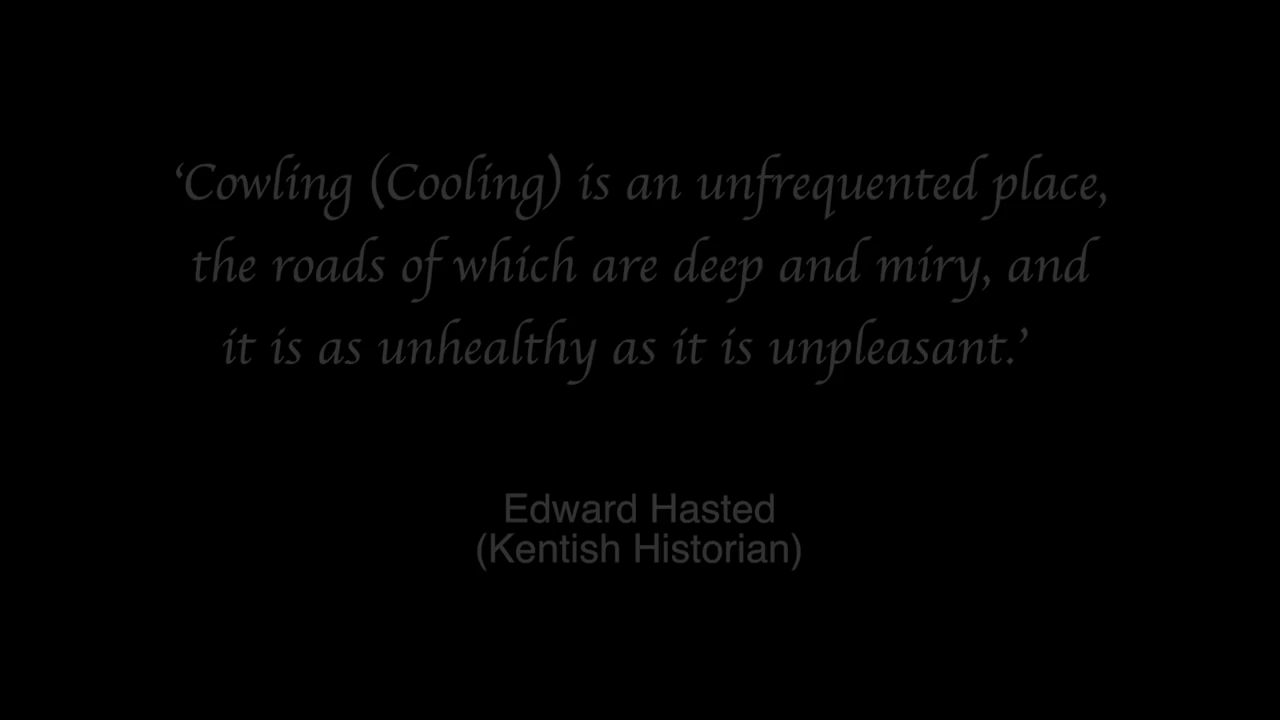 ‘Cowling (Cooling) is an unfrequented place,
the roads of which are deep and miry, and
it is as unhealthy as it is unpleasant.’
Edward Hasted
(Kentish Historian)